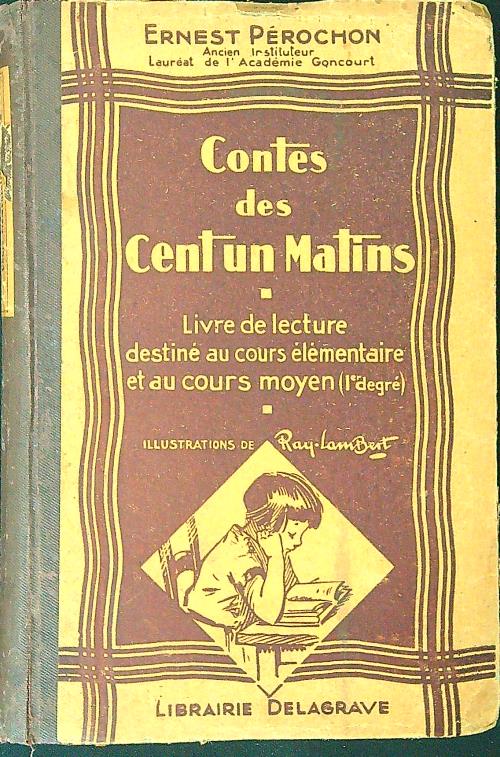 ERNEST PÉROCHON
Ancien Instituteur
Lauréat de l'Académie Goncourt
Contes
des
Cent un Matins
Livre de lecture
destiné au cours élémentaire
et au cours moyen (1e degré)
ILLUSTRATIONS DE Ray-Lambert
LIBRAIRIE DELAGRAVE